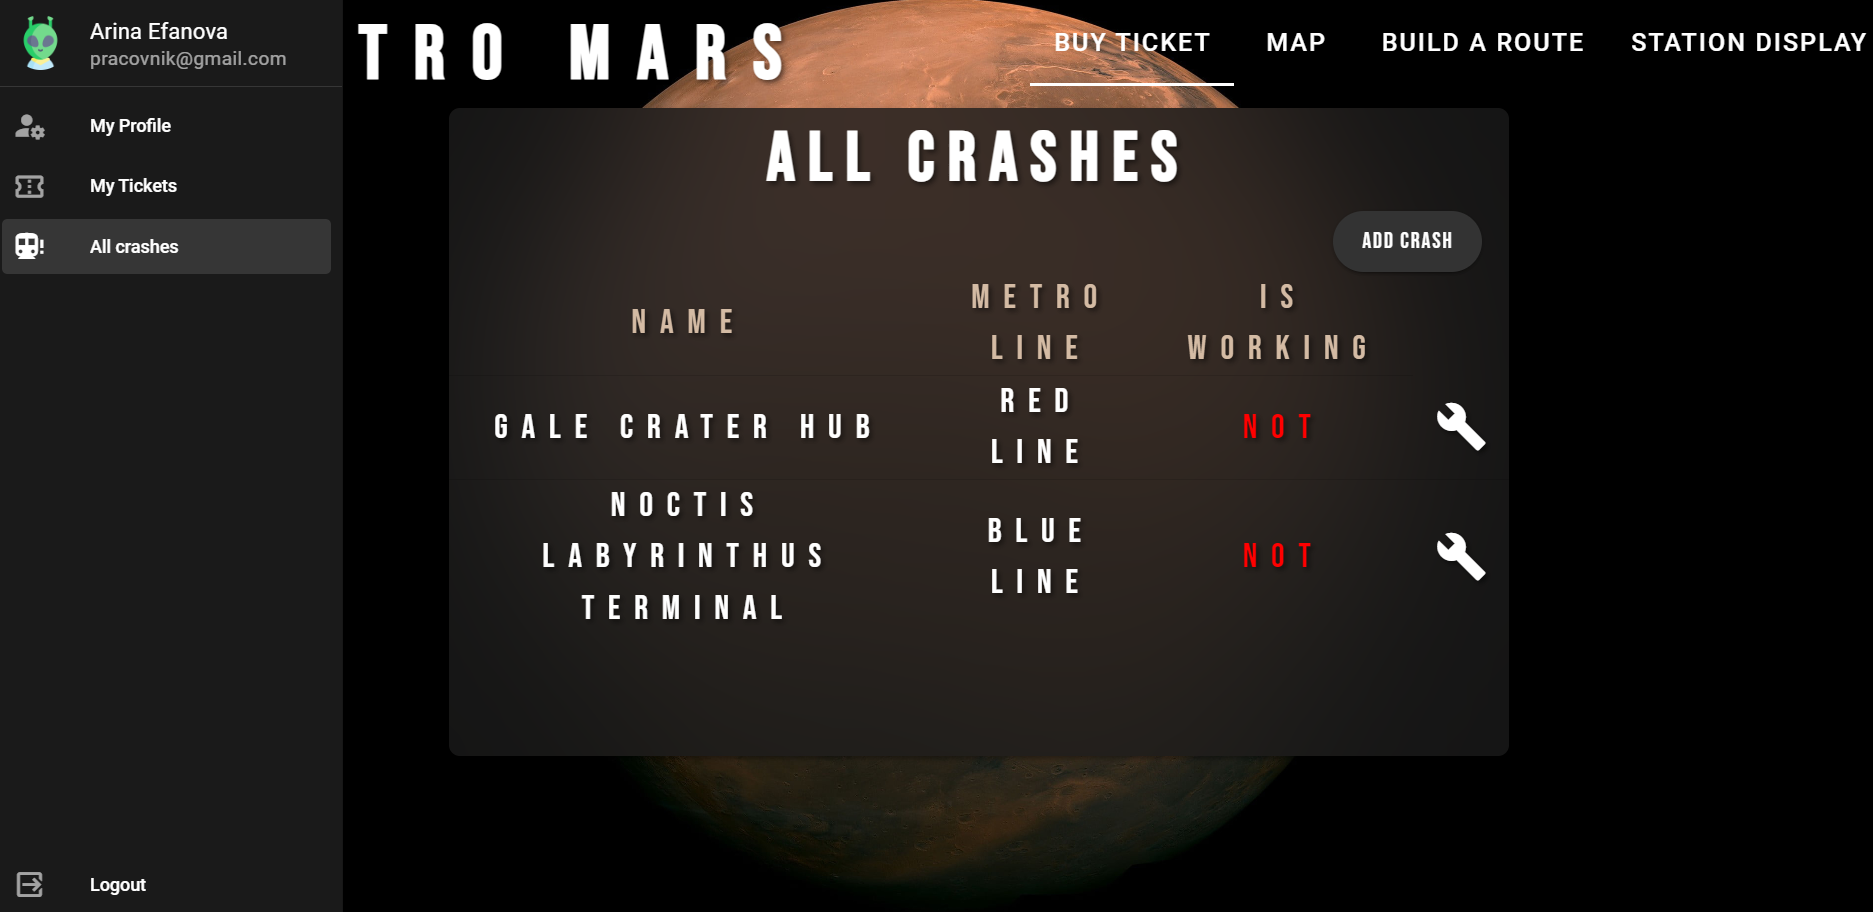 Arina Efanova
pracovnik@gmail.com
My Profile
My Tickets
All crashes
Logout
TRO MARS
BUY TICKET MAP BUILD A ROUTE STATION DISPLAY
ALL CRASHES
ADD CRASH
NAME
METRO
LINE
IS
WORKING
GALE CRATER HUB
RED
LINE
NOT
NOCTIS
LABYRINTHUS
TERMINAL
BLUE
LINE
NOT